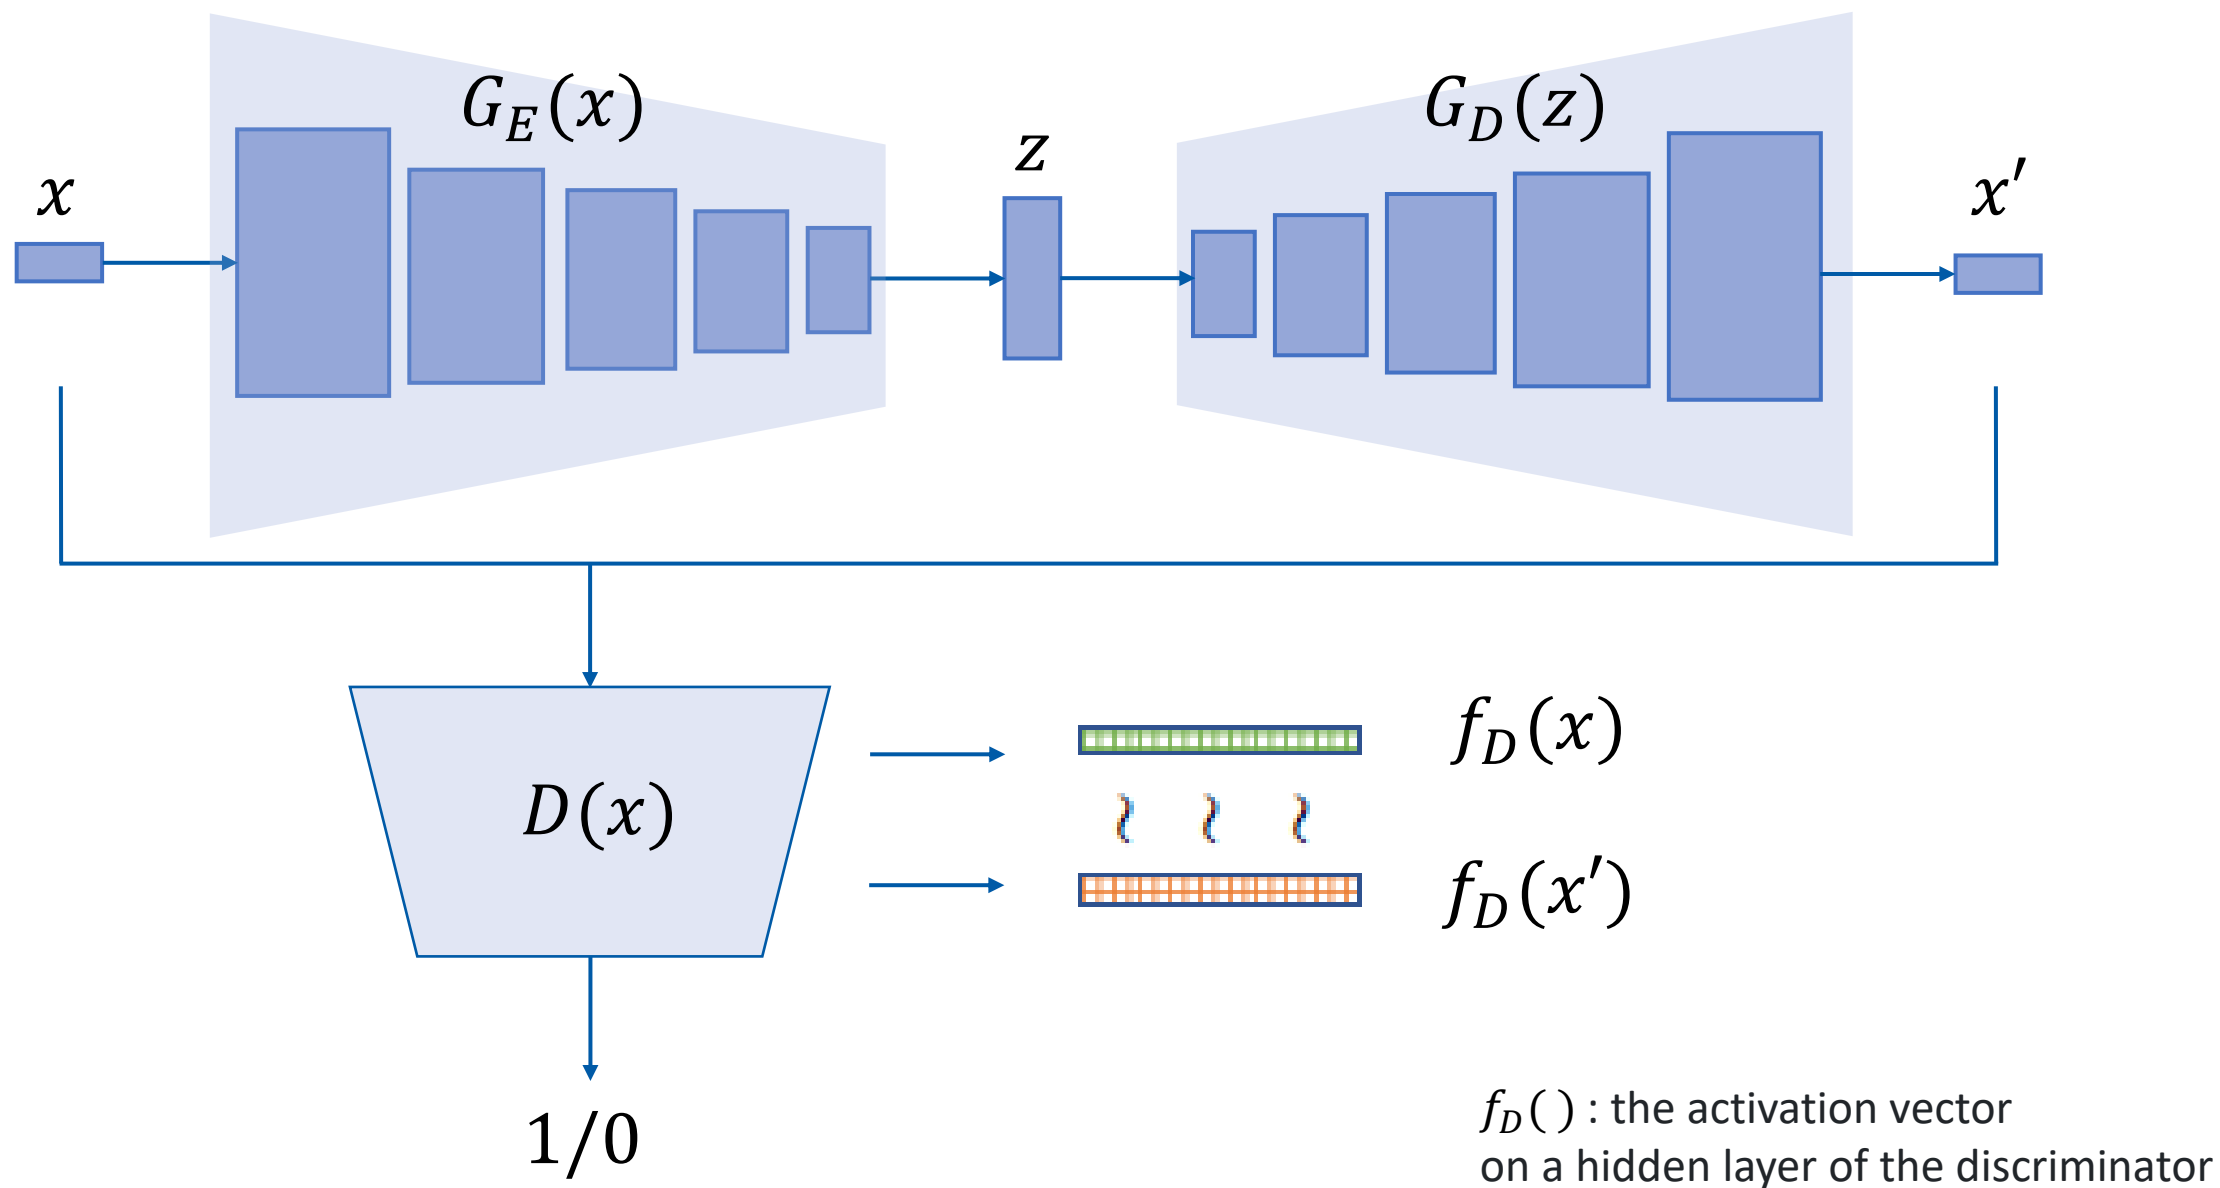 G_E(x)
G_D(z)
z
x
x′
f_D(x)
D(x)
f_D(x′)
1/0
f_D( ) : the activation vector
on a hidden layer of the discriminator